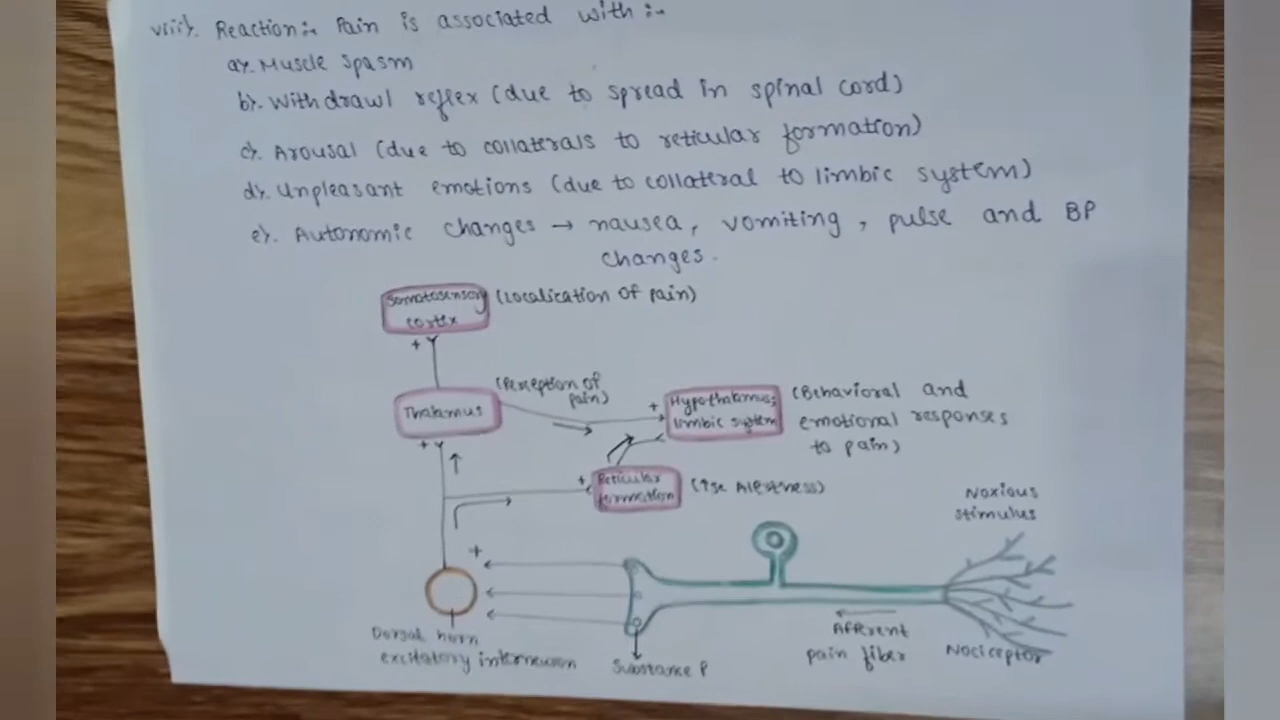 viii). Reaction:- Pain is associated with:-
a). Muscle spasm
b). Withdrawl reflex (due to spread in spinal cord)
c). Arousal (due to collaterals to reticular formation)
d). Unpleasant emotions (due to collateral to limbic system)
e). Autonomic changes → nausea, vomiting, pulse and BP
changes.
Somatosensory (Localication of pain)
cortex
+
(Perception of
pain)
Thalamus
+
Hypothalamus;
limbic system
(Behavioral and
emotional responses
to pain)
+
+
Reticular
formation
(↑se Alertness)
Noxious
stimulus
+
Dorsal horn
excitatory interneuron
Substance P
Afferent
pain fiber
Nociceptor